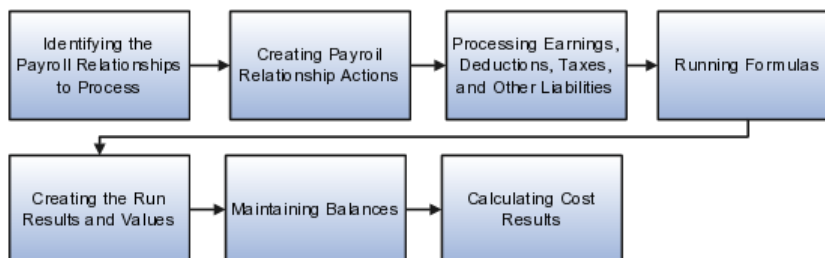 Identifying the
Payroll Relationships
to Process
Creating Payroil
Relationship Actions
Processing Earnings,
Deductions, Taxes,
and Other Liabilities
Running Formulas
Creating the Run
Results and Values
Maintaining Balances
Calculating Cost
Results